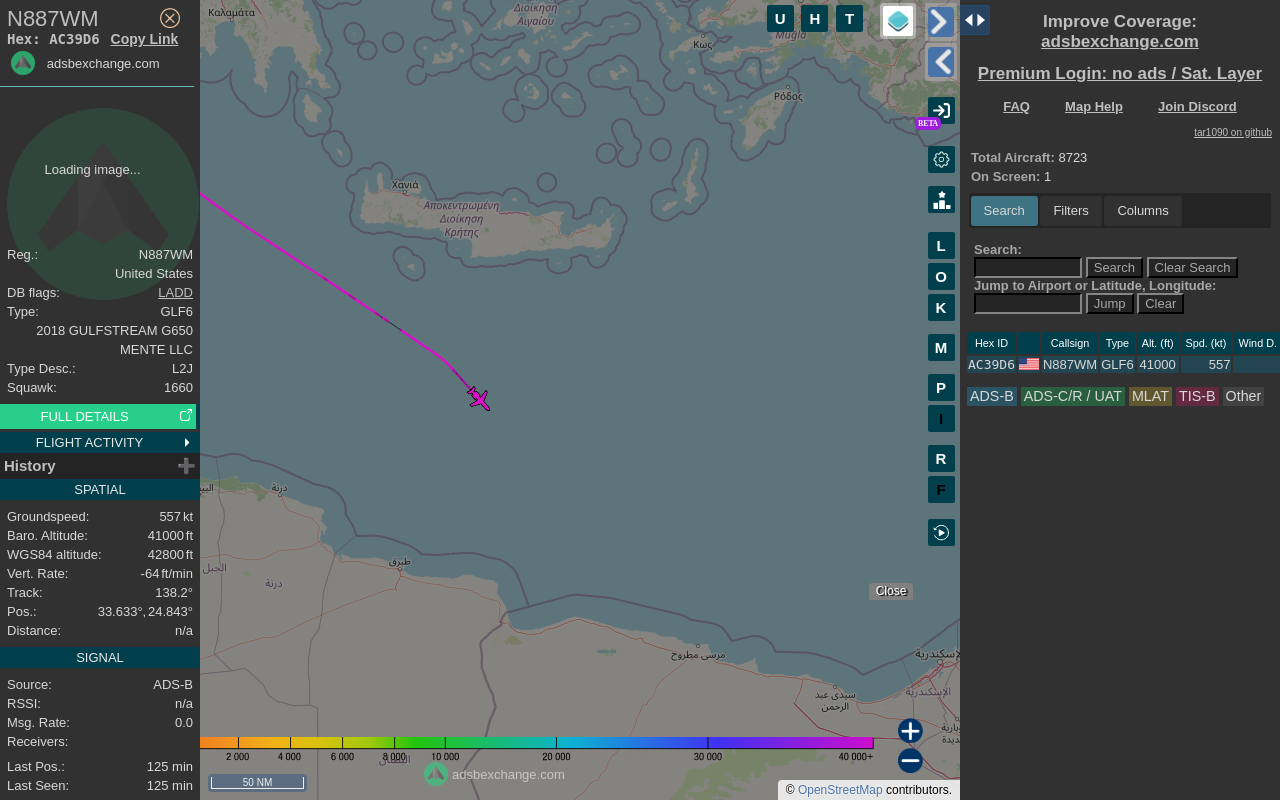 N887WM
Hex: AC39D6 Copy Link
adsbexchange.com
Loading image...
Reg.: N887WM
United States
DB flags: LADD
Type: GLF6
2018 GULFSTREAM G650
MENTE LLC
Type Desc.: L2J
Squawk: 1660
FULL DETAILS
FLIGHT ACTIVITY
History
SPATIAL
Groundspeed: 557 kt
Baro. Altitude: 41000 ft
WGS84 altitude: 42800 ft
Vert. Rate: -64 ft/min
Track: 138.2°
Pos.: 33.633°, 24.843°
Distance: n/a
SIGNAL
Source: ADS-B
RSSI: n/a
Msg. Rate: 0.0
Receivers:
Last Pos.: 125 min
Last Seen: 125 min
Καλαμάτα
Διοίκηση
Αιγαίου
Κως
Muğla
Ρόδος
Χανιά
Αποκεντρωμένη
Διοίκηση
Κρήτης
درنة
طبرق
درنة
الجبل
مرسى مطروح
سيدى عبد
الرحمن
الإسكندرية
الإسكندرية
U H T
BETA
L
O
K
M
P
I
R
F
Close
2 000 4 000 6 000 8 000 10 000 20 000 30 000 40 000+
50 NM
adsbexchange.com
© OpenStreetMap contributors.
Improve Coverage:
adsbexchange.com
Premium Login: no ads / Sat. Layer
FAQ Map Help Join Discord
tar1090 on github
Total Aircraft: 8723
On Screen: 1
Search Filters Columns
Search:
Search Clear Search
Jump to Airport or Latitude, Longitude:
Jump Clear
Hex ID Callsign Type Alt. (ft) Spd. (kt) Wind D.
AC39D6 N887WM GLF6 41000 557
ADS-B ADS-C/R / UAT MLAT TIS-B Other